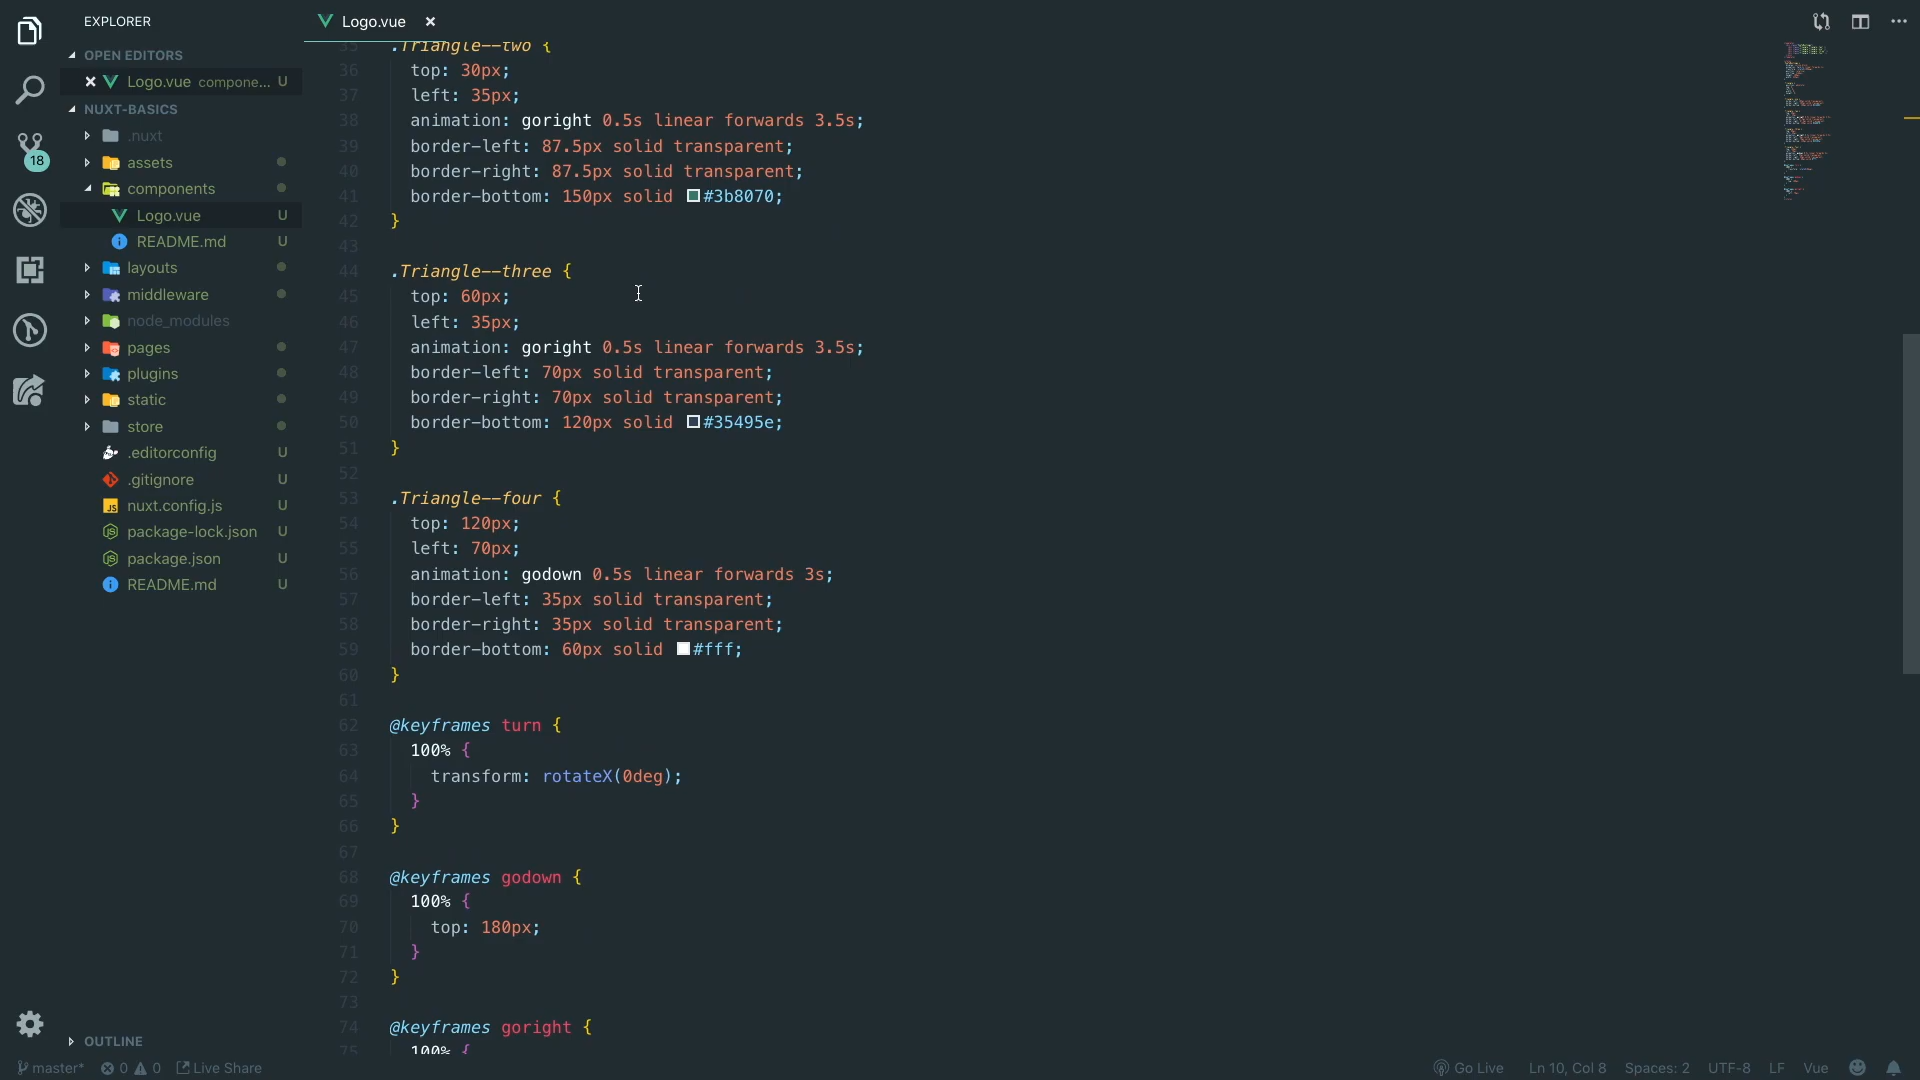 EXPLORER
OPEN EDITORS
Logo.vue compone... U
NUXT-BASICS
.nuxt
assets
components
Logo.vue U
README.md U
layouts
middleware
node_modules
pages
plugins
static
store
.editorconfig U
.gitignore U
nuxt.config.js U
package-lock.json U
package.json U
README.md U
OUTLINE
18
Logo.vue
35 .Triangle--two {
36 top: 30px;
37 left: 35px;
38 animation: goright 0.5s linear forwards 3.5s;
39 border-left: 87.5px solid transparent;
40 border-right: 87.5px solid transparent;
41 border-bottom: 150px solid #3b8070;
42 }
43
44 .Triangle--three {
45 top: 60px;
46 left: 35px;
47 animation: goright 0.5s linear forwards 3.5s;
48 border-left: 70px solid transparent;
49 border-right: 70px solid transparent;
50 border-bottom: 120px solid #35495e;
51 }
52
53 .Triangle--four {
54 top: 120px;
55 left: 70px;
56 animation: godown 0.5s linear forwards 3s;
57 border-left: 35px solid transparent;
58 border-right: 35px solid transparent;
59 border-bottom: 60px solid #fff;
60 }
61
62 @keyframes turn {
63 100% {
64 transform: rotateX(0deg);
65 }
66 }
67
68 @keyframes godown {
69 100% {
70 top: 180px;
71 }
72 }
73
74 @keyframes goright {
75 100% {
master* 0 0 Live Share
Go Live Ln 10, Col 8 Spaces: 2 UTF-8 LF Vue